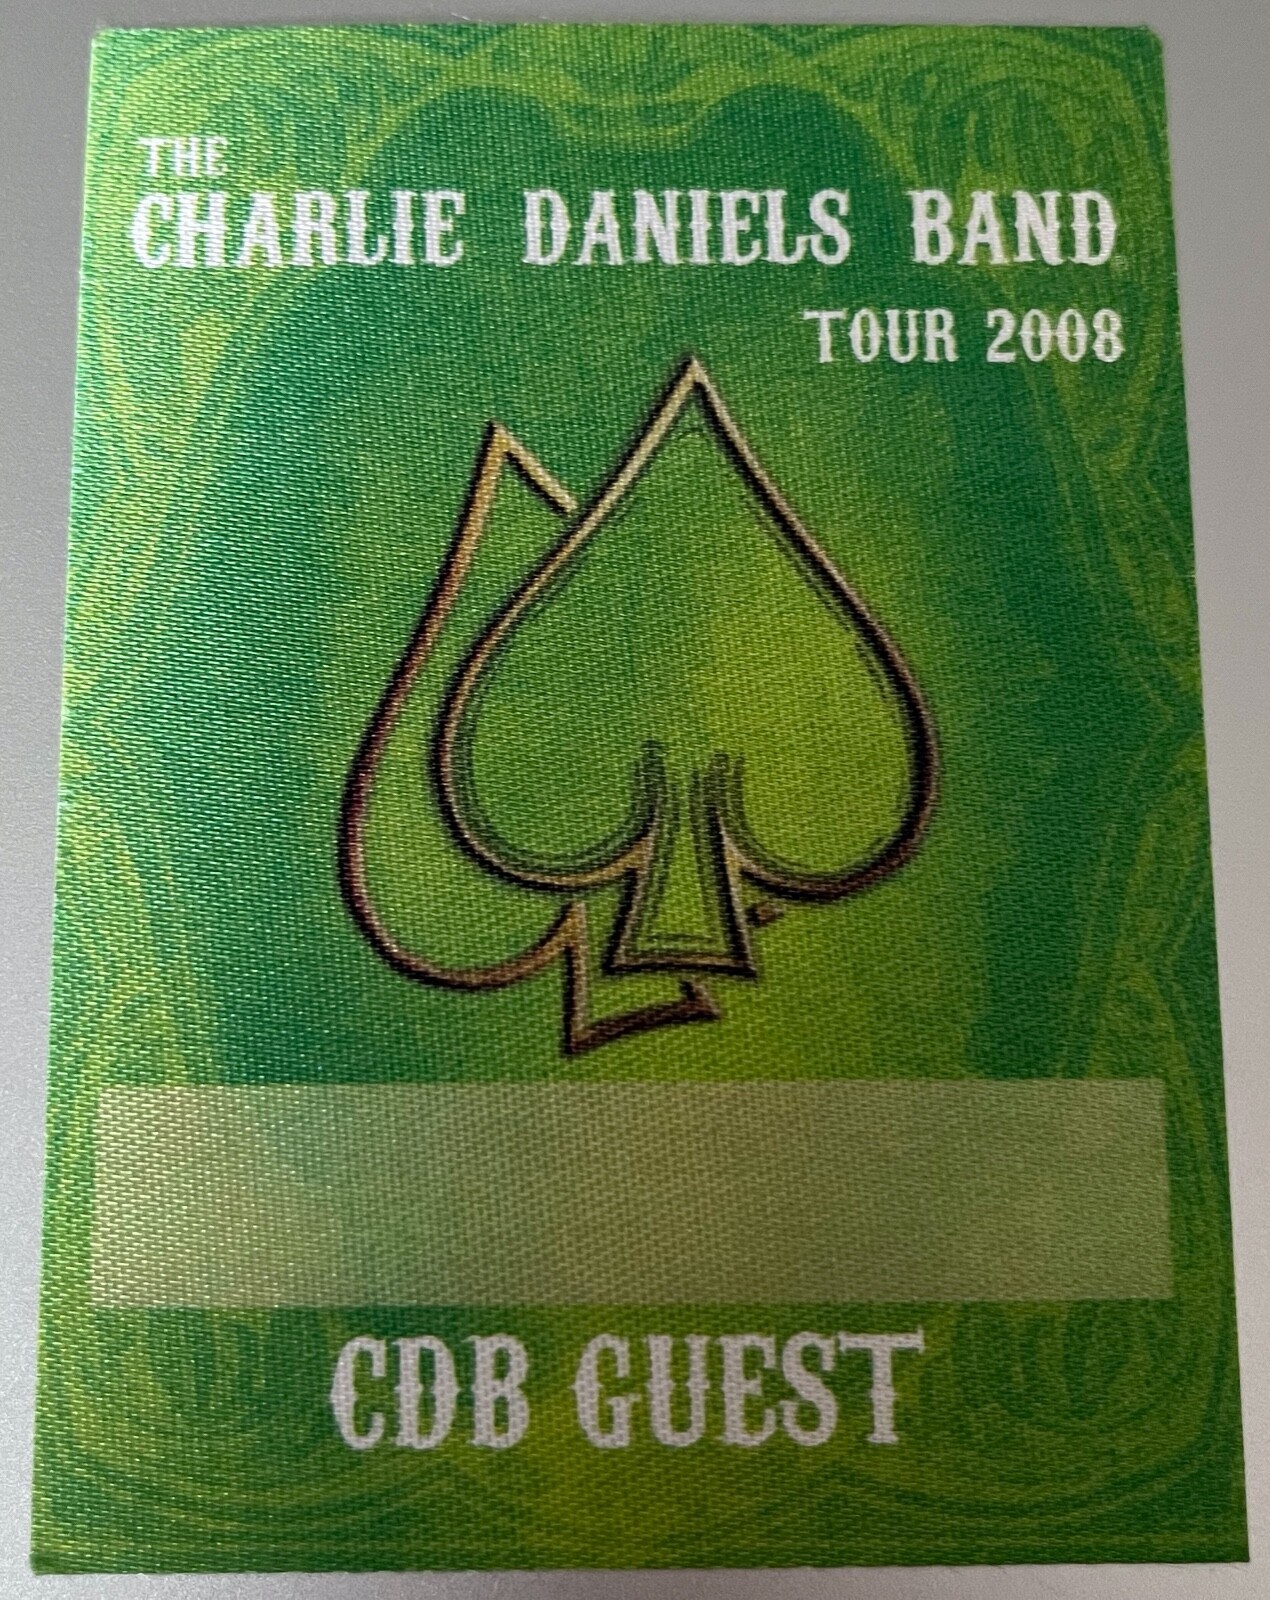 THE
CHARLIE DANIELS BAND
TOUR 2008
CDB GUEST